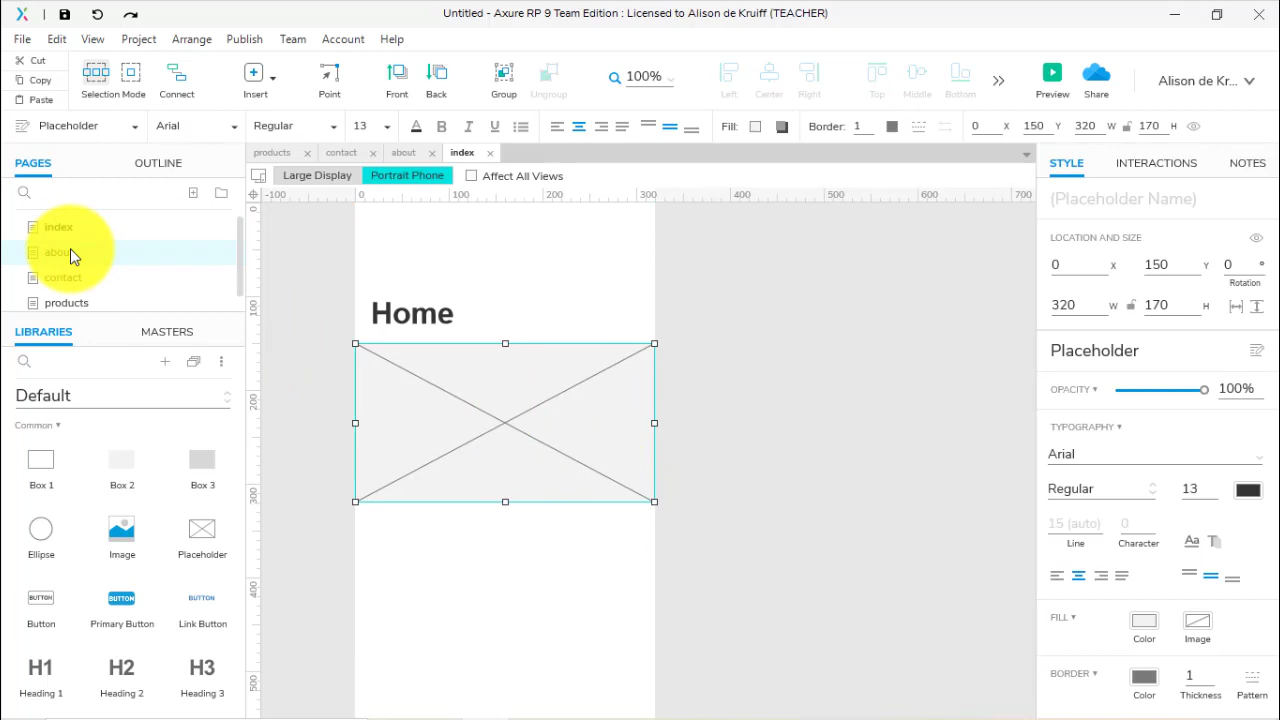 Untitled - Axure RP 9 Team Edition : Licensed to Alison de Kruiff (TEACHER)
File Edit View Project Arrange Publish Team Account Help
Cut
Copy
Paste
Selection Mode Connect Insert Point Front Back Group Ungroup 100% Left Center Right Top Middle Bottom Preview Share Alison de Kr...
Placeholder Arial Regular 13 Fill: Border: 1 0 X 150 Y 320 W 170 H
PAGES OUTLINE
products contact about index
STYLE INTERACTIONS NOTES
Large Display Portrait Phone Affect All Views
-100 0 100 200 300 400 500 600 700
(Placeholder Name)
index
about
contact
products
LOCATION AND SIZE
0 X 150 Y 0 °
Rotation
320 W 170 H
0
100
200
300
400
500
Home
LIBRARIES MASTERS
Default
Common
Box 1 Box 2 Box 3
Ellipse Image Placeholder
BUTTON BUTTON BUTTON
Button Primary Button Link Button
H1 H2 H3
Heading 1 Heading 2 Heading 3
Placeholder
OPACITY 100%
TYPOGRAPHY
Arial
Regular 13
15 (auto) 0
Line Character Aa
FILL
Color Image
BORDER 1
Color Thickness Pattern